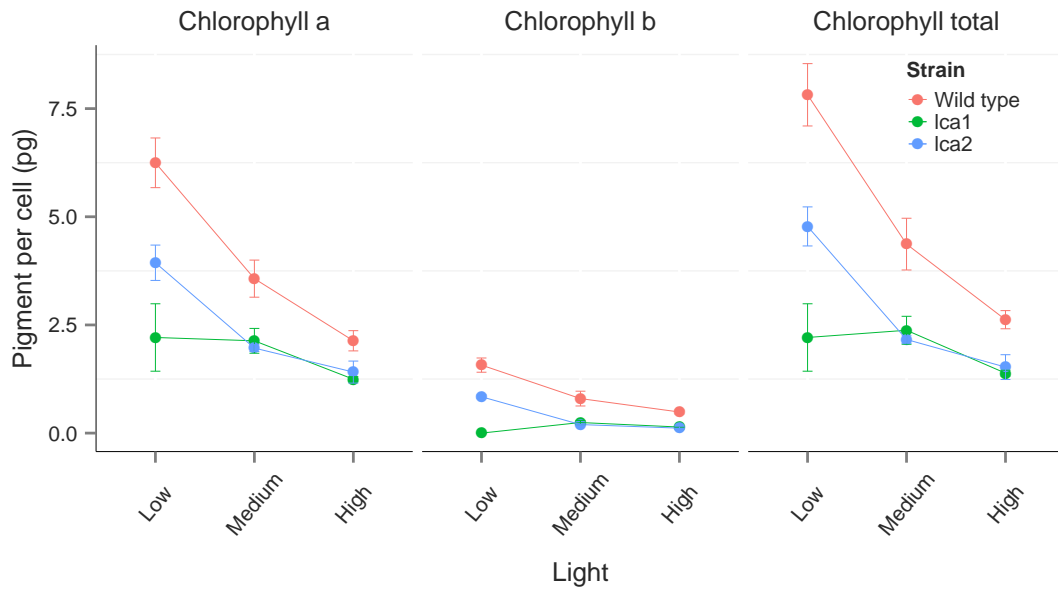 Chlorophyll a
Chlorophyll b
Chlorophyll total
Strain
Wild type
lca1
lca2
Pigment per cell (pg)
7.5
5.0
2.5
0.0
Low
Medium
High
Low
Medium
High
Low
Medium
High
Light